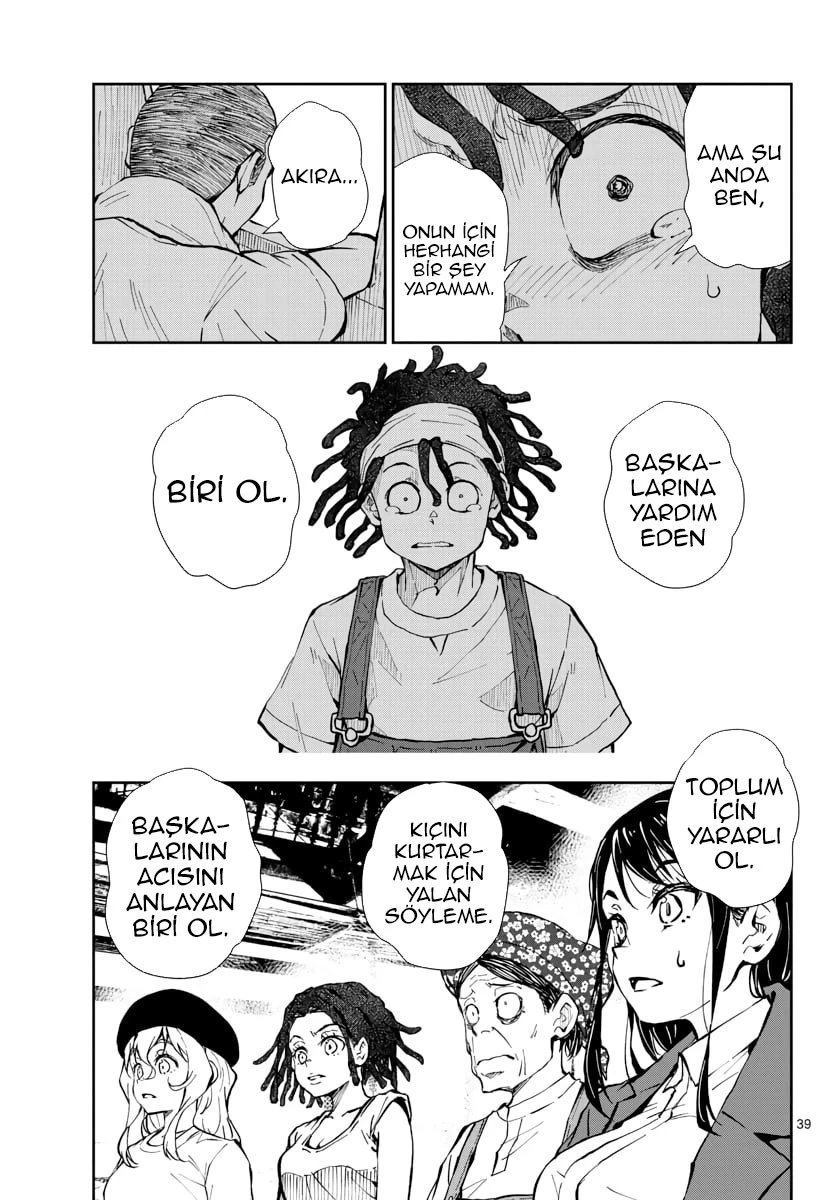 AMA ŞU
ANDA
BEN,
ONUN İÇİN
HERHANGİ
BİR ŞEY
YAPAMAM.
AKIRA...
BAŞKA-
LARINA
YARDIM
EDEN
BİRİ OL.
TOPLUM
İÇİN
YARARLI
OL.
KIÇINI
KURTAR-
MAK İÇİN
YALAN
SÖYLEME.
BAŞKA-
LARININ
ACISINI
ANLAYAN
BİRİ OL.
39